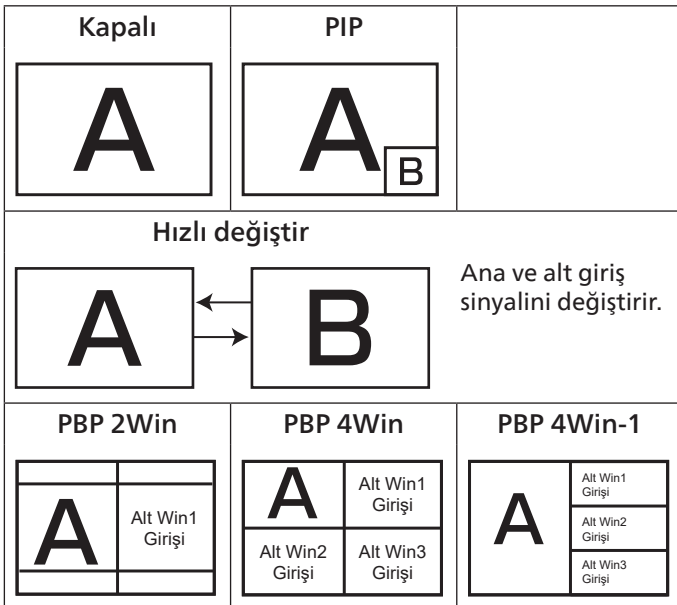 Kapalı
PIP
A
A
B
Hızlı değiştir
A
B
Ana ve alt giriş
sinyalini değiştirir.
PBP 2Win
PBP 4Win
PBP 4Win-1
A
Alt Win1
Girişi
A
Alt Win1
Girişi
Alt Win2
Girişi
Alt Win3
Girişi
A
Alt Win1
Girişi
Alt Win2
Girişi
Alt Win3
Girişi